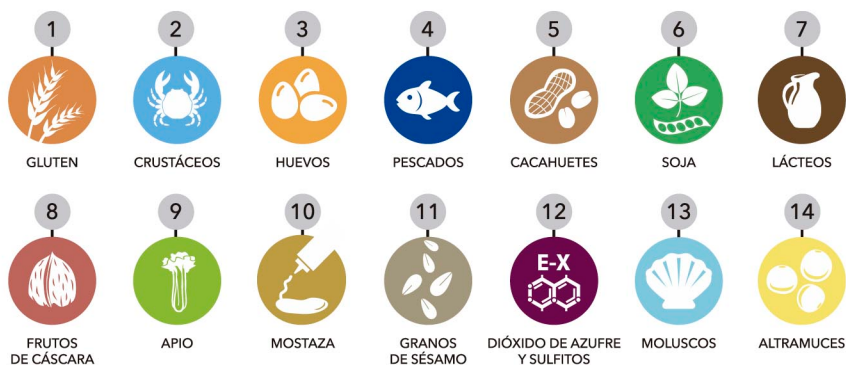 1 2 3 4 5 6 7
GLUTEN CRUSTÁCEOS HUEVOS PESCADOS CACAHUETES SOJA LÁCTEOS
8 9 10 11 12 13 14
E-X
FRUTOS APIO MOSTAZA GRANOS DIÓXIDO DE AZUFRE MOLUSCOS ALTRAMUCES
DE CÁSCARA DE SÉSAMO Y SULFITOS